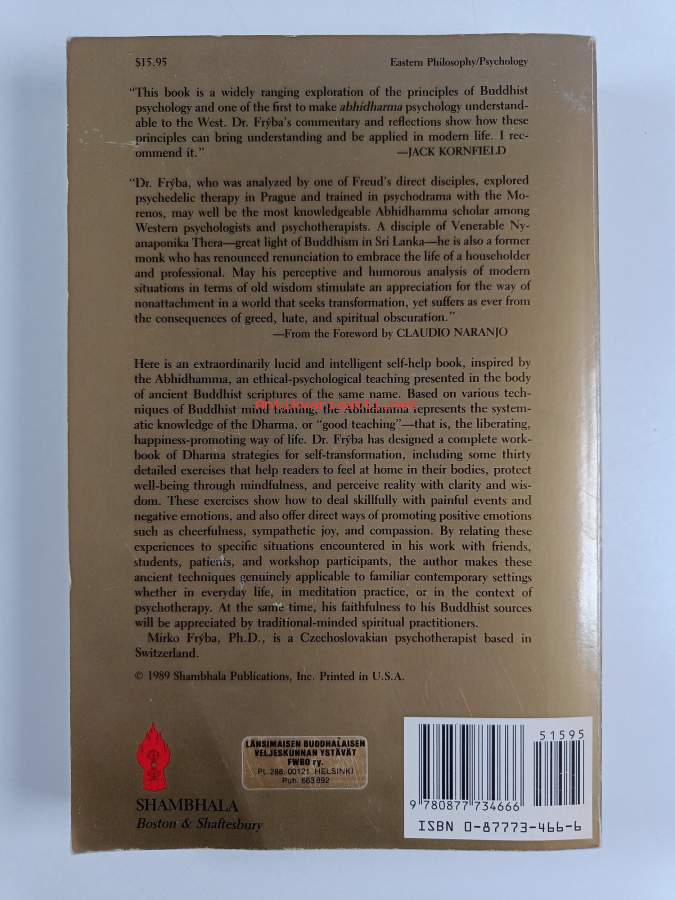 $15.95 Eastern Philosophy/Psychology
“This book is a widely ranging exploration of the principles of Buddhist
psychology and one of the first to make abhidharma psychology understand-
able to the West. Dr. Frýba’s commentary and reflections show how these
principles can bring understanding and be applied in modern life. I rec-
ommend it.” —JACK KORNFIELD
“Dr. Frýba, who was analyzed by one of Freud’s direct disciples, explored
psychedelic therapy in Prague and trained in psychodrama with the Mo-
renos, may well be the most knowledgeable Abhidhamma scholar among
Western psychologists and psychotherapists. A disciple of Venerable Ny-
anaponika Thera—great light of Buddhism in Sri Lanka—he is also a former
monk who has renounced renunciation to embrace the life of a householder
and professional. May his perceptive and humorous analysis of modern
situations in terms of old wisdom stimulate an appreciation for the way of
nonattachment in a world that seeks transformation, yet suffers as ever from
the consequences of greed, hate, and spiritual obscuration.”
—From the Foreword by CLAUDIO NARANJO
Here is an extraordinarily lucid and intelligent self-help book, inspired by
the Abhidhamma, an ethical-psychological teaching presented in the body
of ancient Buddhist scriptures of the same name. Based on various tech-
niques of Buddhist mind training, the Abhidamma represents the system-
atic knowledge of the Dharma, or “good teaching”—that is, the liberating,
happiness-promoting way of life. Dr. Frýba has designed a complete work-
book of Dharma strategies for self-transformation, including some thirty
detailed exercises that help readers to feel at home in their bodies, protect
well-being through mindfulness, and perceive reality with clarity and wis-
dom. These exercises show how to deal skillfully with painful events and
negative emotions, and also offer direct ways of promoting positive emotions
such as cheerfulness, sympathetic joy, and compassion. By relating these
experiences to specific situations encountered in his work with friends,
students, patients, and workshop participants, the author makes these
ancient techniques genuinely applicable to familiar contemporary settings
whether in everyday life, in meditation practice, or in the context of
psychotherapy. At the same time, his faithfulness to his Buddhist sources
will be appreciated by traditional-minded spiritual practitioners.
Mirko Frýba, Ph.D., is a Czechoslovakian psychotherapist based in
Switzerland.
© 1989 Shambhala Publications, Inc. Printed in U.S.A.
SHAMBHALA
Boston & Shaftesbury
LÄNSIMAISEN BUDDHALAISEN
VELJESKUNNAN YSTÄVÄT
FWBO ry.
PL 288, 00121, HELSINKI
Puh. 663 892
51595
9 780877 734666
ISBN 0-87773-466-6